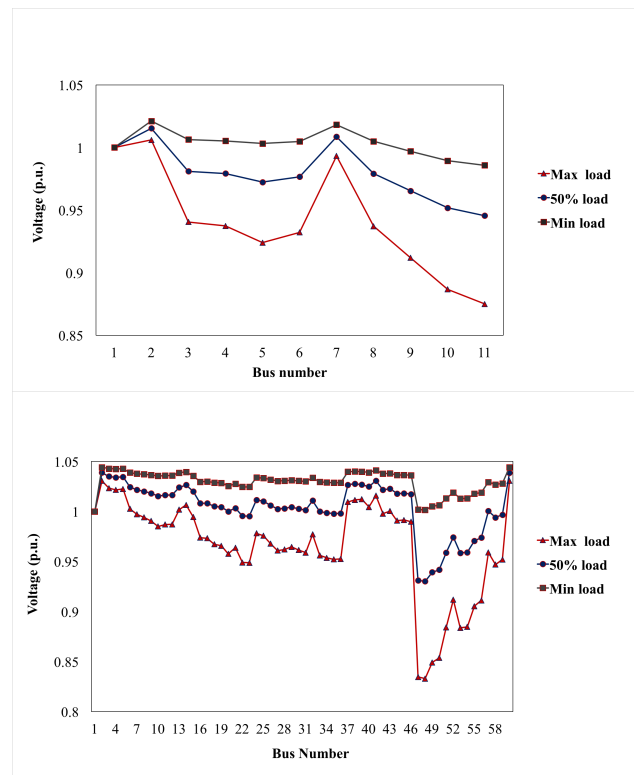 1.05
1
0.95
0.9
0.85
Voltage (p.u.)
1 2 3 4 5 6 7 8 9 10 11
Bus number
Max load
50% load
Min load
1.05
1
0.95
0.9
0.85
0.8
Voltage (p.u.)
1 4 7 10 13 16 19 22 25 28 31 34 37 40 43 46 49 52 55 58
Bus Number
Max load
50% load
Min load